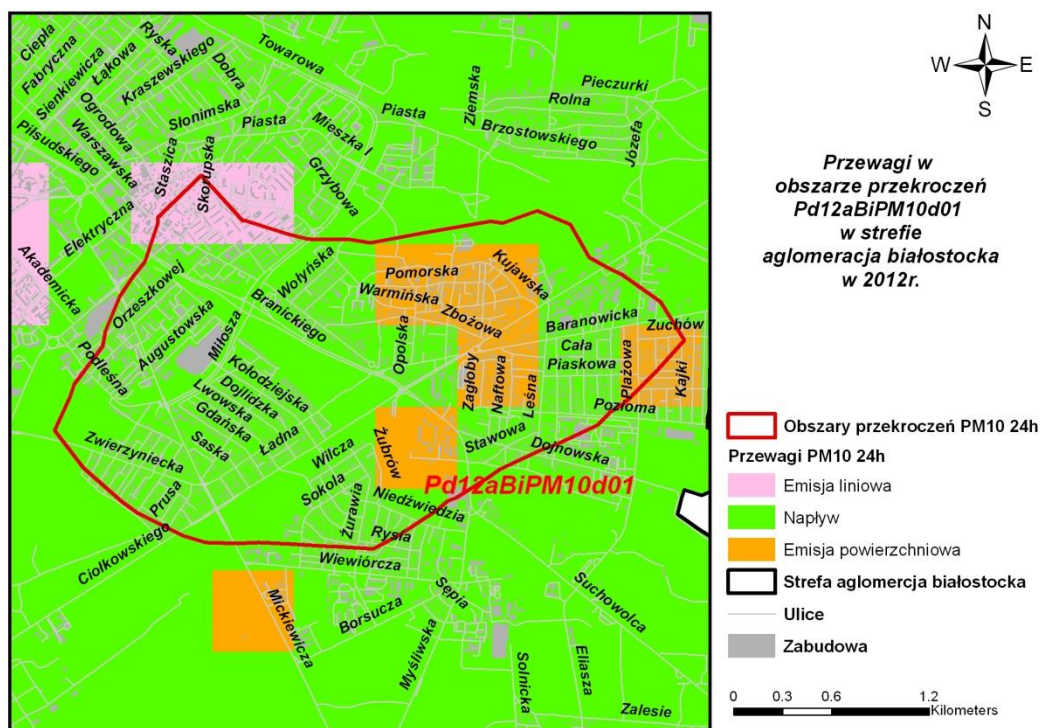 Ciepła
Fabryczna
Sienkiewicza
Łąkowa
Ryska
Kraszewskiego
Dobra
Towarowa
Ogrodowa
Warszawska
Piłsudskiego
Słonimska
Staszica
Skorupska
Piasta
Mieszka I
Grzybowa
Piasta
Ziemska
Pieczurki
Rolna
Brzostowskiego
Józefa
Elektryczna
Akademicka
Orzeszkowej
Wołyńska
Branickiego
Augustowska
Miłosza
Podleśna
Pomorska
Warmińska
Kujawska
Zbożowa
Opolska
Baranowicka
Zuchów
Cała
Piaskowa
Plażowa
Kajki
Zagłoby
Naftowa
Leśna
Pozioma
Kołodziejska
Dojlidzka
Lwowska
Gdańska
Ładna
Saska
Zwierzyniecka
Prusa
Ciołkowskiego
Wilcza
Sokola
Żubrów
Stawowa
Dojnowska
Pd12aBiPM10d01
Niedźwiedzia
Żurawia
Rysia
Wiewiórcza
Mickiewicza
Borsucza
Sępia
Myśliwska
Suchowolca
Solnicka
Eliasza
Zalesie
N
W E
S
Przewagi w
obszarze przekroczeń
Pd12aBiPM10d01
w strefie
aglomeracja białostocka
w 2012r.
Obszary przekroczeń PM10 24h
Przewagi PM10 24h
Emisja liniowa
Napływ
Emisja powierzchniowa
Strefa aglomercja białostocka
Ulice
Zabudowa
0 0.3 0.6 1.2
Kilometers